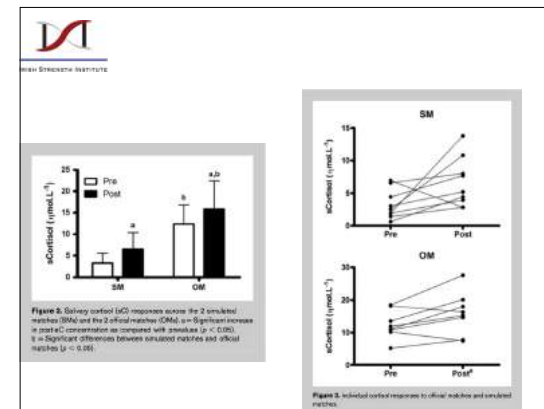 IRISH STRENGTH INSTITUTE
25
20
15
10
5
0
sCortisol (ηmol.L⁻¹)
Pre
Post
a
b
a,b
SM
OM
Figure 2. Salivary cortisol (sC) responses across the 2 simulated
matches (SMs) and the 2 official matches (OMs). a = Significant increase
in post-sC concentration as compared with prevalues (p < 0.05).
b = Significant differences between simulated matches and official
matches (p < 0.05).
SM
15
10
5
0
sCortisol (ηmol.L⁻¹)
Pre
Post
OM
30
20
10
0
sCortisol (ηmol.L⁻¹)
Pre
Postª
Figure 3. Individual cortisol responses to official matches and simulated
matches.